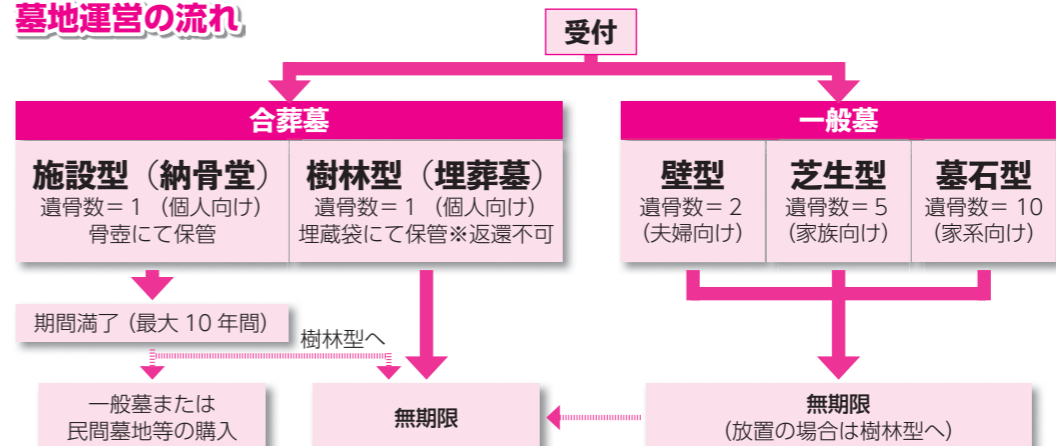 墓地運営の流れ
受付
合葬墓
施設型（納骨堂）
遺骨数＝1（個人向け）
骨壺にて保管
樹林型（埋葬墓）
遺骨数＝1（個人向け）
埋蔵袋にて保管※返還不可
一般墓
壁型
遺骨数＝2
（夫婦向け）
芝生型
遺骨数＝5
（家族向け）
墓石型
遺骨数＝10
（家系向け）
期間満了（最大10年間）
樹林型へ
一般墓または
民間墓地等の購入
無期限
無期限
（放置の場合は樹林型へ）